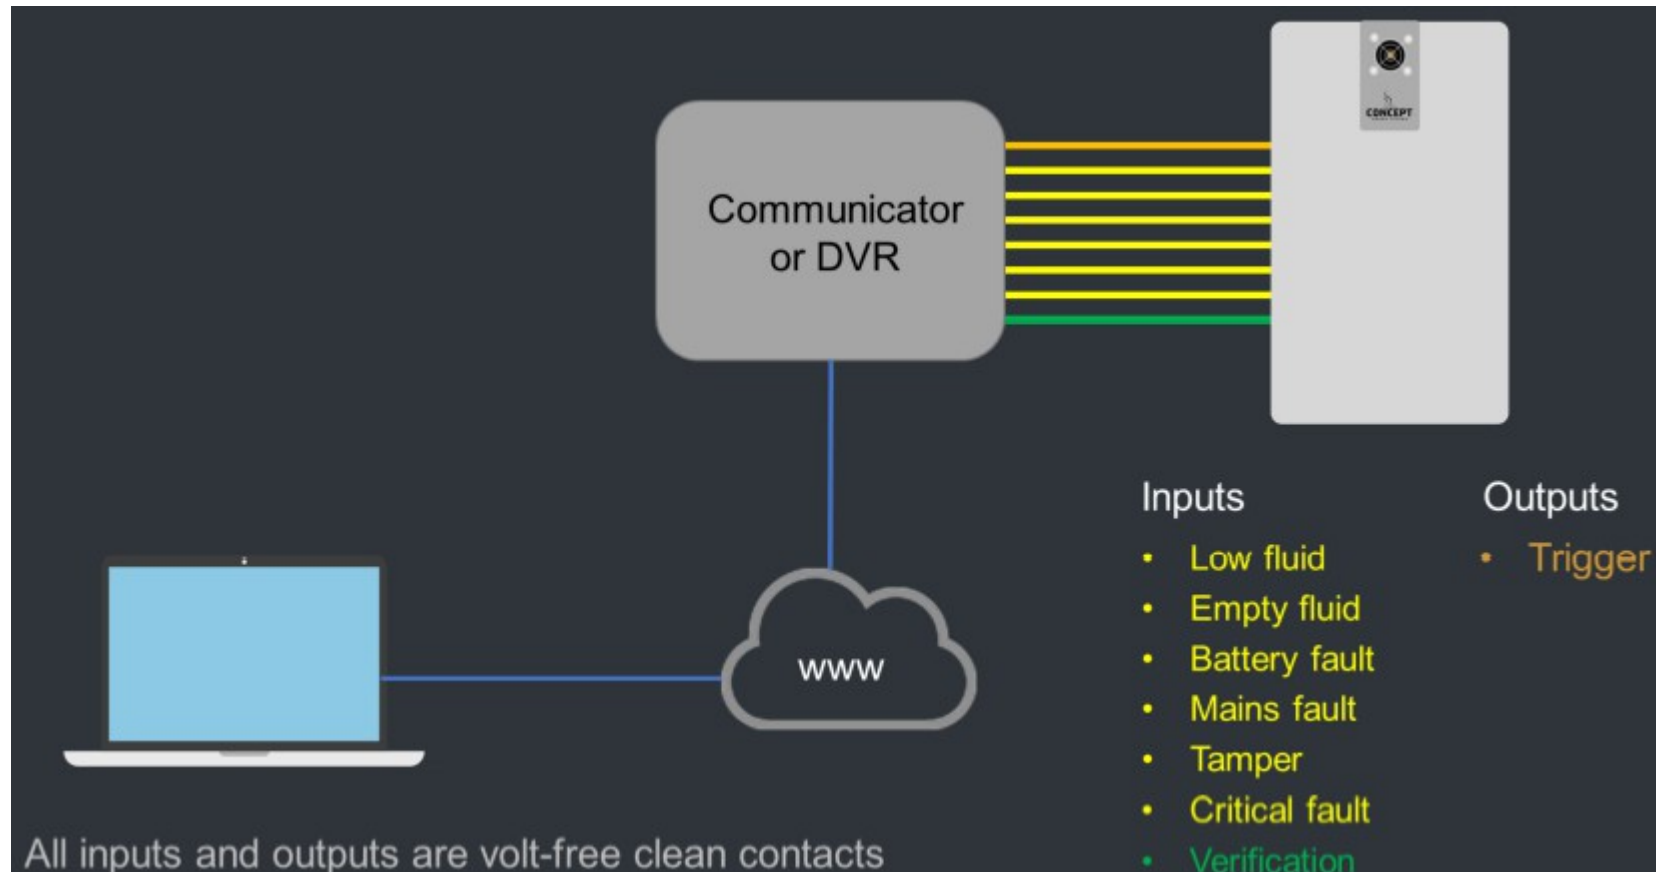 CONCEPT
Communicator
or DVR
www
Inputs
Low fluid
Empty fluid
Battery fault
Mains fault
Tamper
Critical fault
Verification
Outputs
Trigger
All inputs and outputs are volt-free clean contacts